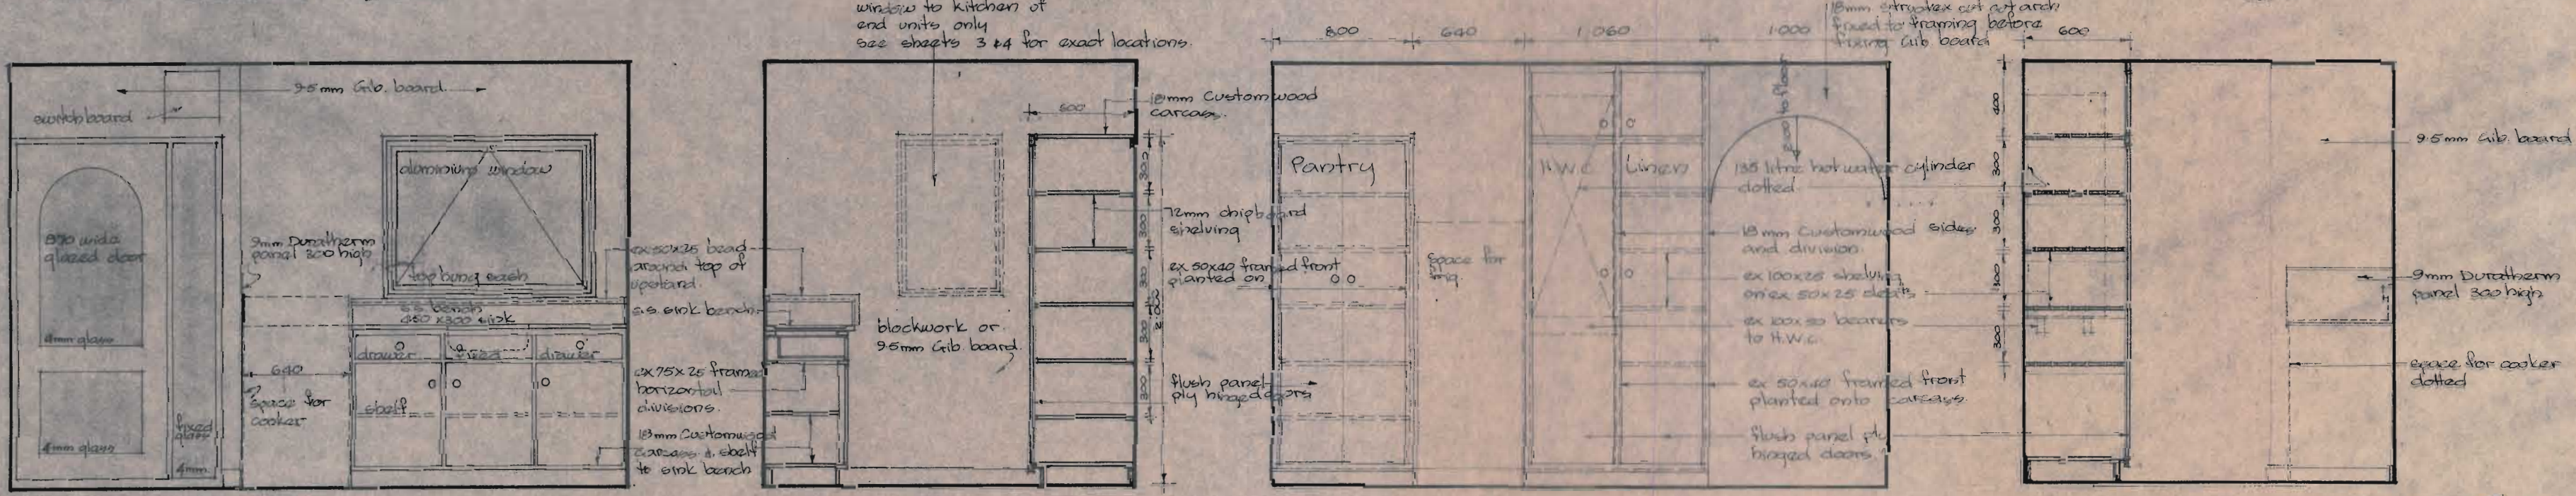 window to kitchen of
end units only
see sheets 3 &4 for exact locations.
9·5mm Gib. board
switchboard
aluminium window
870 wide
glazed door
9mm Duratherm
panel 300 high
top hung sash
s.s. bench
450 x 300 sink
4mm glass
drawer
fixed
drawer
640
space for
cooker
shelf
fixed
glass
4mm glass
4mm
ex 50x25 bead
around top of
upstand.
s.s. sink bench
ex 75x25 framed
horizontal
divisions.
18mm Customwood
carcass & shelf
to sink bench
blockwork or
9·5mm Gib. board
600
18mm Customwood
carcass.
300
12mm chipboard
shelving
300
ex 50x40 framed front
planted on
300
2·000
300
flush panel
ply hinged doors
300
800
640
1·060
1·000
Pantry
space for
frig.
H.W.C
Linen
18mm
cut out arch
fixed to framing before
fixing Gib board
to floor
135 litre hot water cylinder
dotted
18mm Customwood sides
and division
ex 100x25 shelving
on ex 50x25 cleats
ex 100x50 bearers
to H.W.C.
ex 50x40 framed front
planted onto carcass.
flush panel ply
hinged doors.
600
400
300
300
300
300
9·5mm Gib. board
9mm Duratherm
panel 300 high
space for cooker
dotted